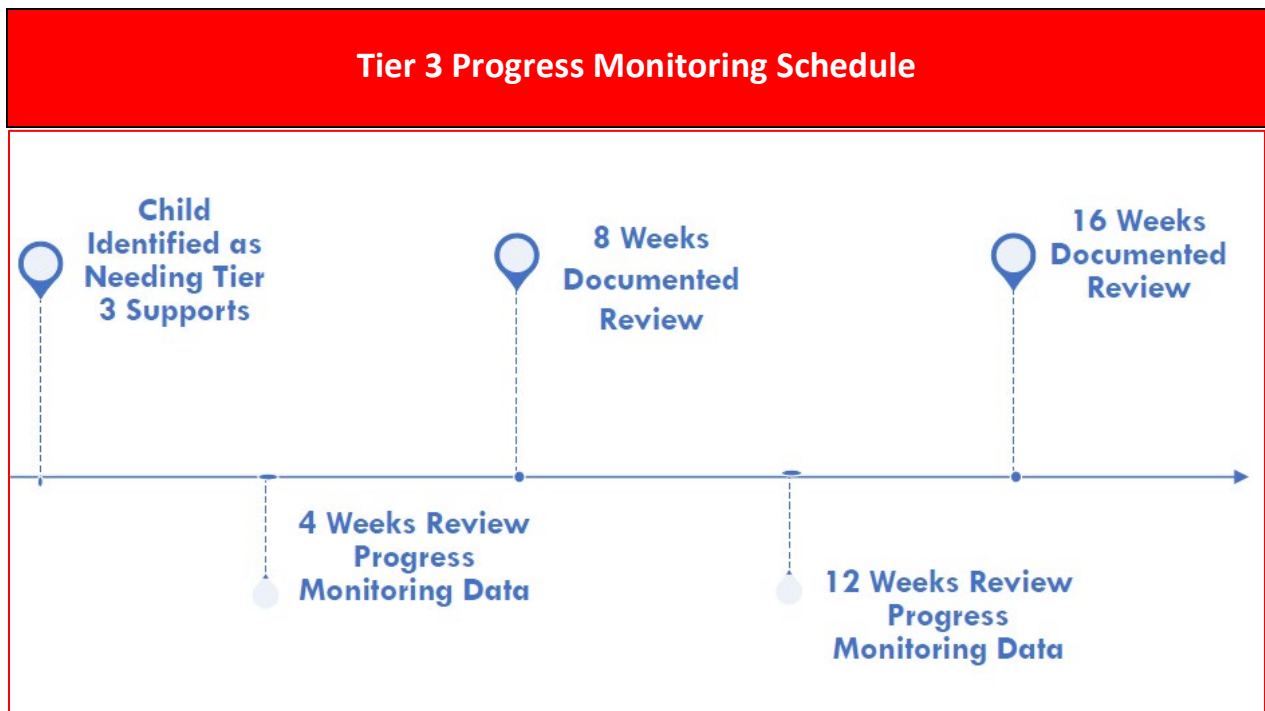 Tier 3 Progress Monitoring Schedule
Child
Identified as
Needing Tier
3 Supports
4 Weeks Review
Progress
Monitoring Data
8 Weeks
Documented
Review
12 Weeks Review
Progress
Monitoring Data
16 Weeks
Documented
Review